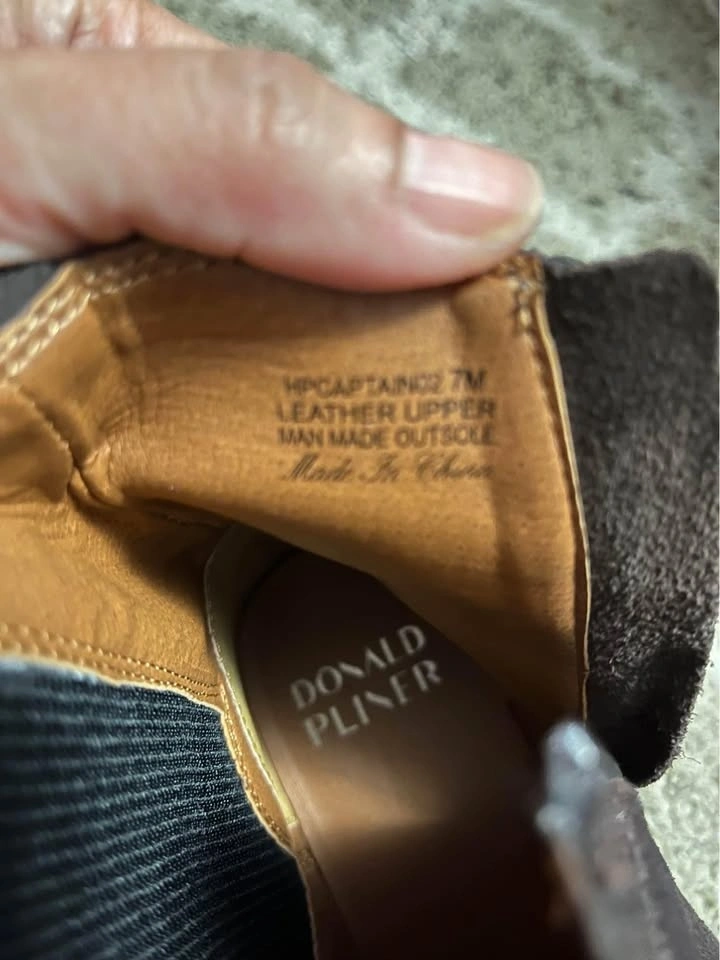 HPCAPTAIN02 7M
LEATHER UPPER
MAN MADE OUTSOLE
Made In China
DONALD
PLINER